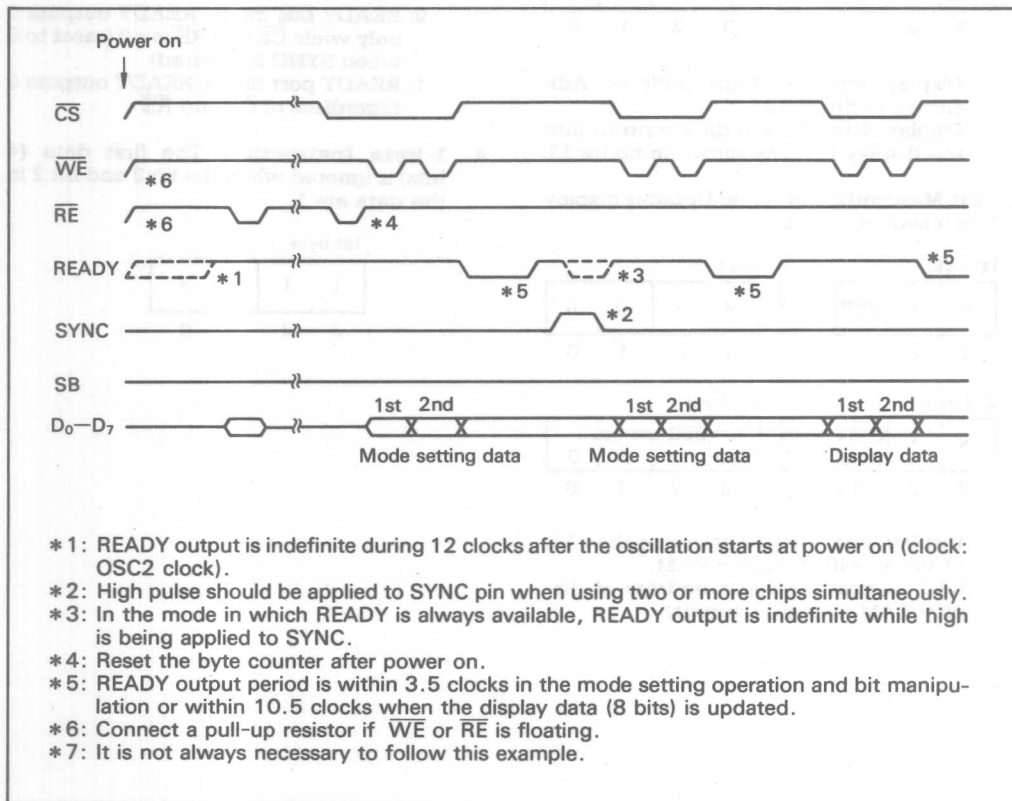 Power on
C̅S̅
W̅E̅
*6
R̅E̅
*6
*4
READY
*1
*5
*3
*5
*5
SYNC
*2
SB
1st 2nd
1st 2nd
1st 2nd
D₀—D₇
Mode setting data
Mode setting data
Display data
*1: READY output is indefinite during 12 clocks after the oscillation starts at power on (clock:
OSC2 clock).
*2: High pulse should be applied to SYNC pin when using two or more chips simultaneously.
*3: In the mode in which READY is always available, READY output is indefinite while high
is being applied to SYNC.
*4: Reset the byte counter after power on.
*5: READY output period is within 3.5 clocks in the mode setting operation and bit manipu-
lation or within 10.5 clocks when the display data (8 bits) is updated.
*6: Connect a pull-up resistor if W̅E̅ or R̅E̅ is floating.
*7: It is not always necessary to follow this example.